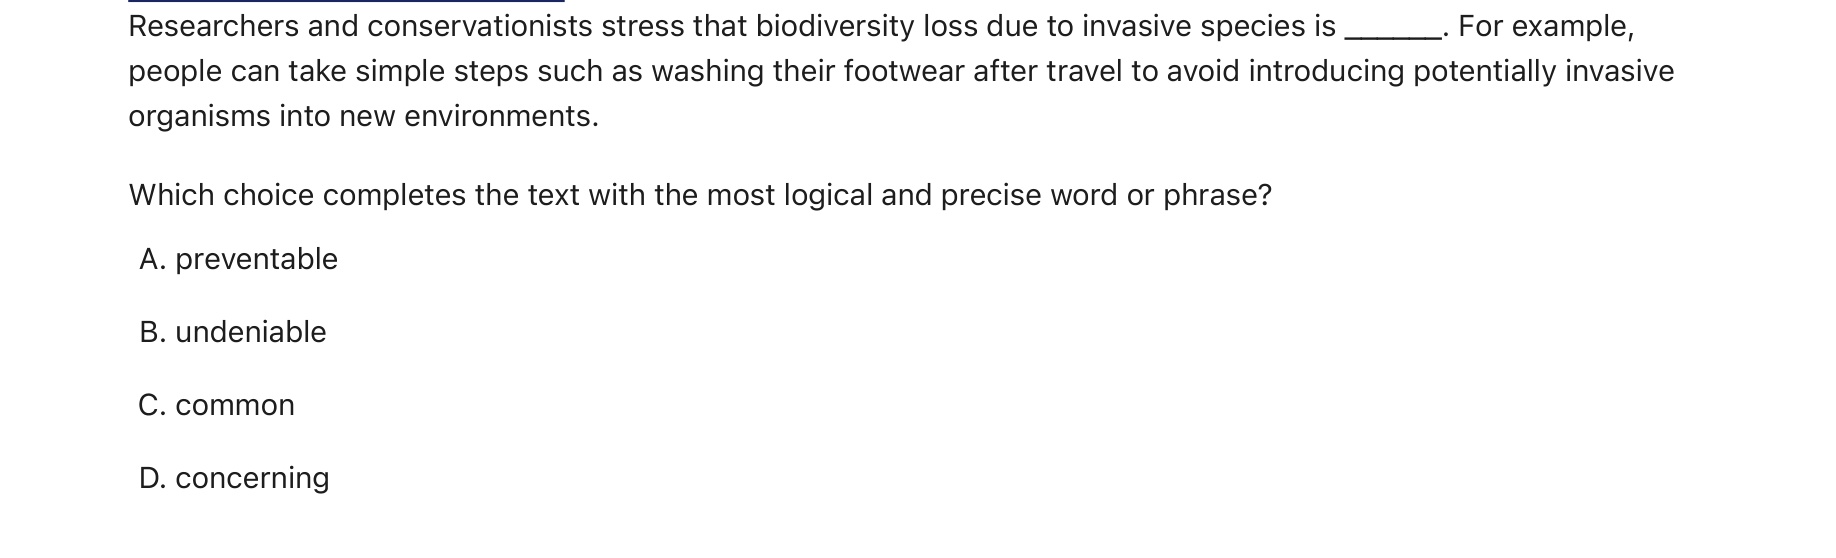 Researchers and conservationists stress that biodiversity loss due to invasive species is ______. For example,
people can take simple steps such as washing their footwear after travel to avoid introducing potentially invasive
organisms into new environments.
Which choice completes the text with the most logical and precise word or phrase?
A. preventable
B. undeniable
C. common
D. concerning